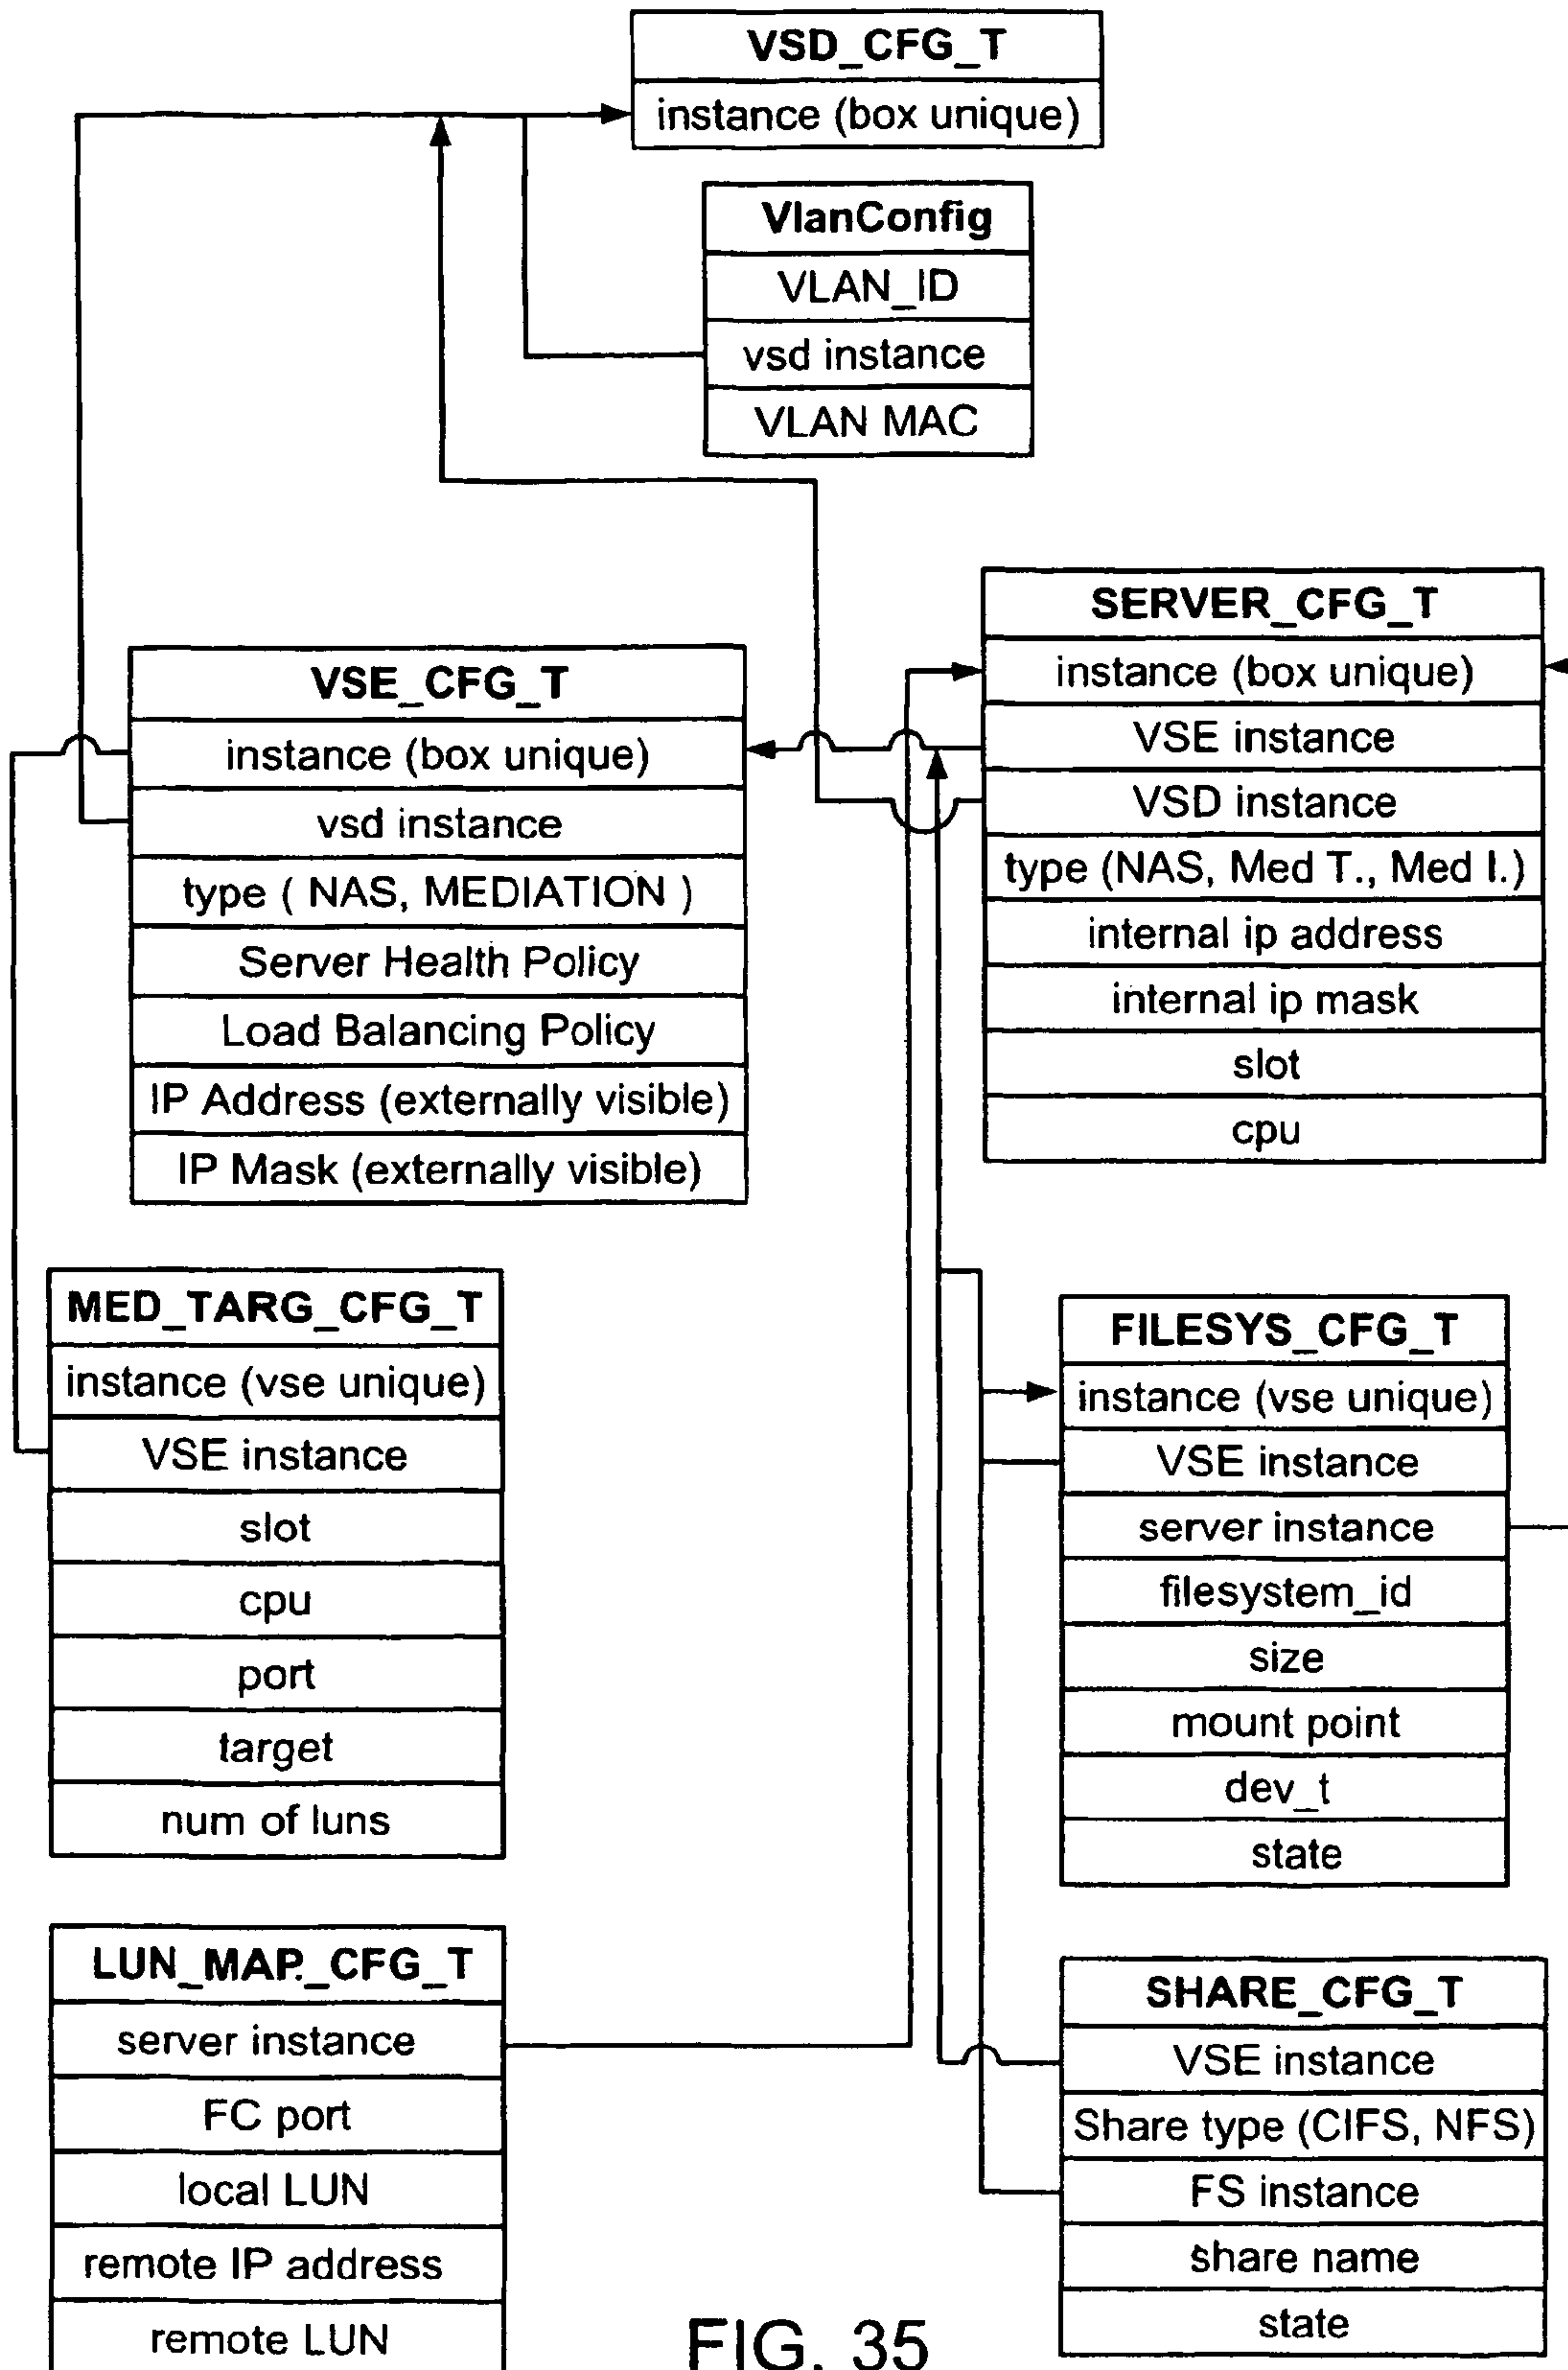 VSD_CFG_T
instance (box unique)
VlanConfig
VLAN_ID
vsd instance
VLAN MAC
SERVER_CFG_T
instance (box unique)
VSE instance
VSD instance
type (NAS, Med T., Med I.)
internal ip address
internal ip mask
slot
cpu
VSE_CFG_T
instance (box unique)
vsd instance
type ( NAS, MEDIATION )
Server Health Policy
Load Balancing Policy
IP Address (externally visible)
IP Mask (externally visible)
MED_TARG_CFG_T
instance (vse unique)
VSE instance
slot
cpu
port
target
num of luns
FILESYS_CFG_T
instance (vse unique)
VSE instance
server instance
filesystem_id
size
mount point
dev_t
state
LUN_MAP._CFG_T
server instance
FC port
local LUN
remote IP address
remote LUN
SHARE_CFG_T
VSE instance
Share type (CIFS, NFS)
FS instance
share name
state
FIG. 35